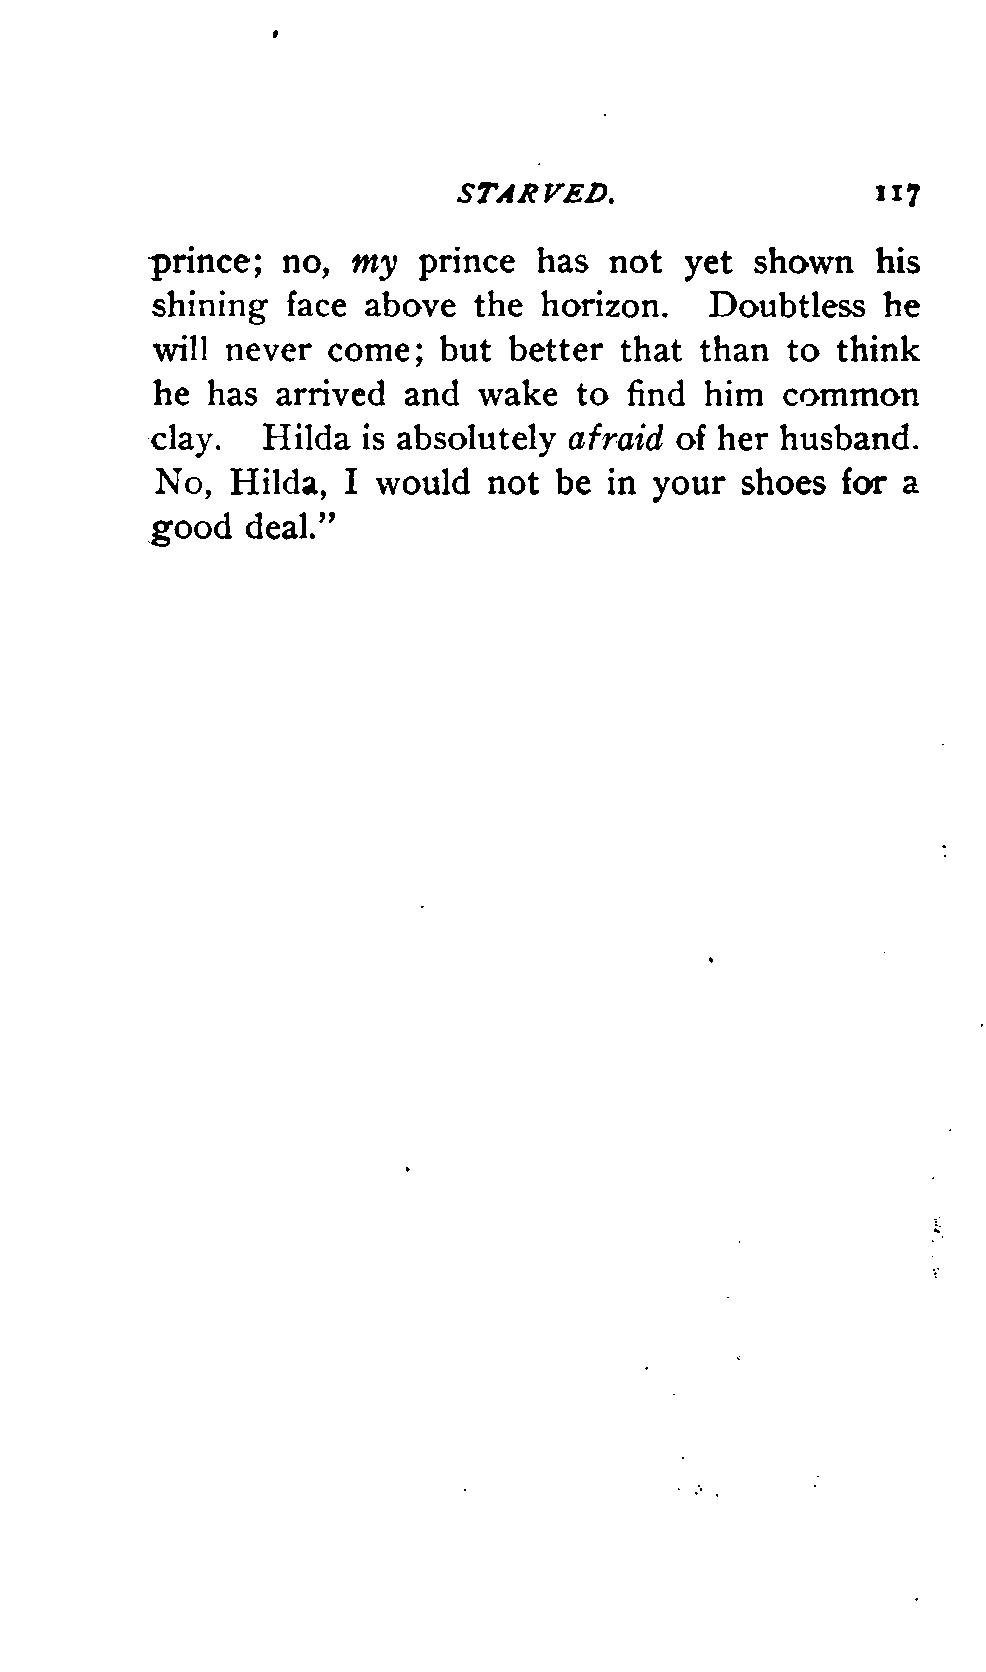 STARVED. 117
prince; no, my prince has not yet shown his
shining face above the horizon. Doubtless he
will never come; but better that than to think
he has arrived and wake to find him common
clay. Hilda is absolutely afraid of her husband.
No, Hilda, I would not be in your shoes for a
good deal.”